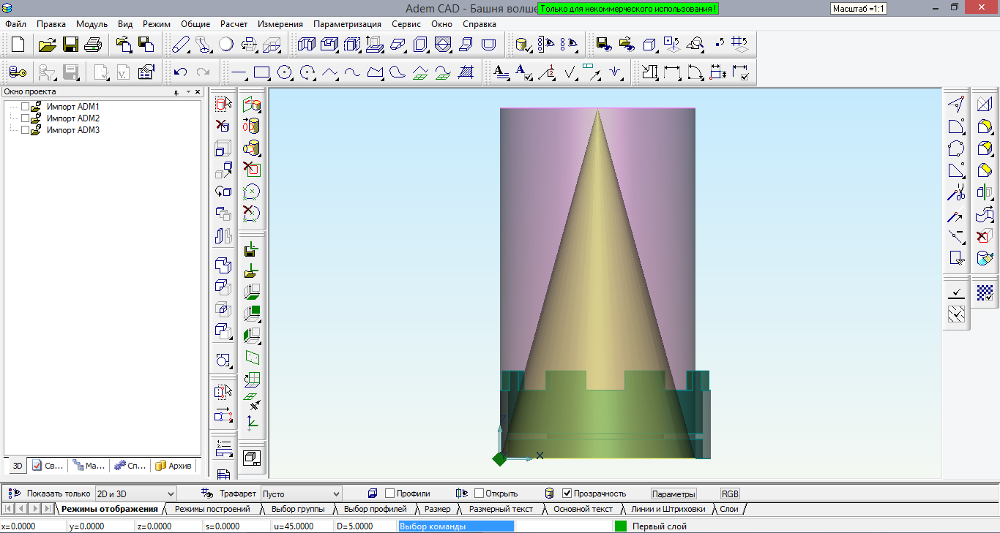 Adem CAD - Башня волше
Только для некоммерческого использования !
Масштаб =1:1
Файл Правка Модуль Вид Режим Общие Расчет Измерения Параметризация Сервис Окно Справка
Окно проекта
Импорт ADM1
Импорт ADM2
Импорт ADM3
Z
X
3D Св... Ма... Сп... Архив
Показать только 2D и 3D Трафарет Пусто Профили Открыть Прозрачность Параметры RGB
Режимы отображения Режимы построений Выбор группы Выбор профилей Размер Размерный текст Основной текст Линии и Штриховки Слои
x=0.0000 y=0.0000 z=0.0000 s=0.0000 u=45.0000 D=5.0000 Выбор команды Первый слой